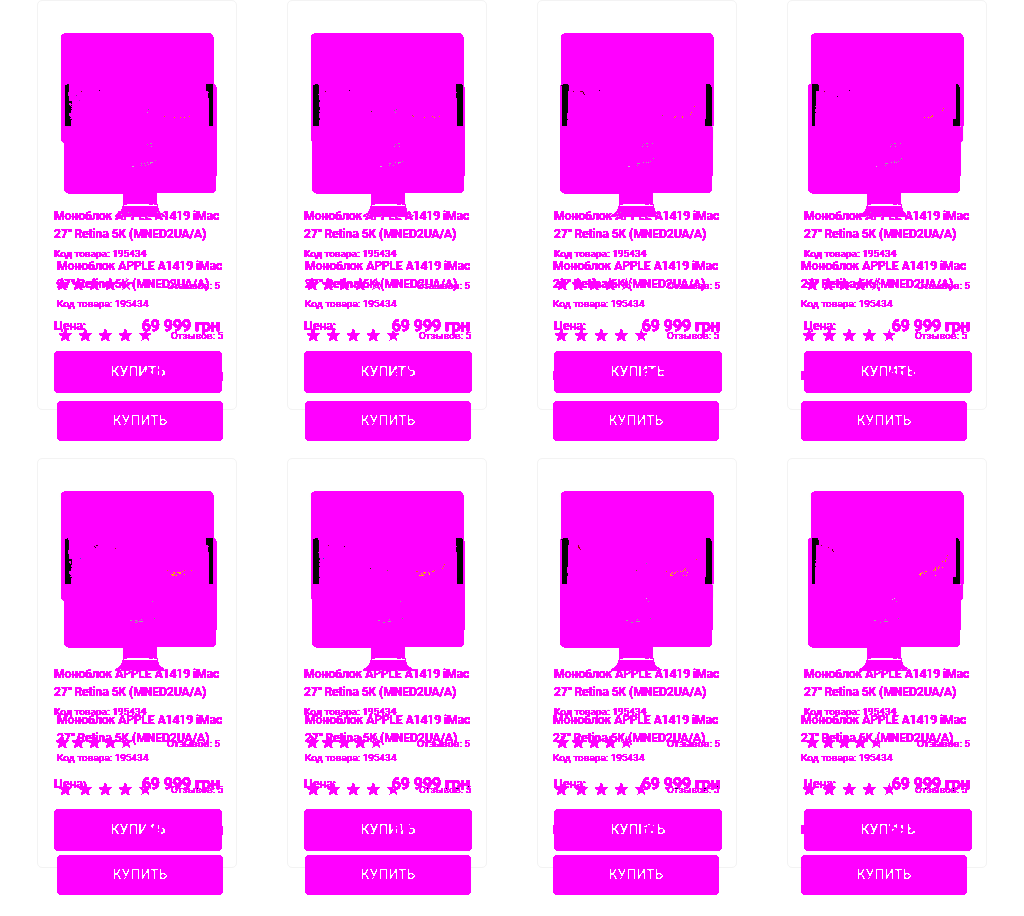 Моноблок APPLE A1419 iMac
27" Retina 5K (MNED2UA/A)
Код товара: 195434
Моноблок APPLE A1419 iMac
27" Retina 5K (MNED2UA/A)
Отзывов: 5
Код товара: 195434
Цена: 69 999 грн
Отзывов: 5
КУПИТЬ
КУПИТЬ
Моноблок APPLE A1419 iMac
27" Retina 5K (MNED2UA/A)
Код товара: 195434
Моноблок APPLE A1419 iMac
27" Retina 5K (MNED2UA/A)
Отзывов: 5
Код товара: 195434
Цена: 69 999 грн
Отзывов: 5
КУПИТЬ
КУПИТЬ
Моноблок APPLE A1419 iMac
27" Retina 5K (MNED2UA/A)
Код товара: 195434
Моноблок APPLE A1419 iMac
27" Retina 5K (MNED2UA/A)
Отзывов: 5
Код товара: 195434
Цена: 69 999 грн
Отзывов: 5
КУПИТЬ
КУПИТЬ
Моноблок APPLE A1419 iMac
27" Retina 5K (MNED2UA/A)
Код товара: 195434
Моноблок APPLE A1419 iMac
27" Retina 5K (MNED2UA/A)
Отзывов: 5
Код товара: 195434
Цена: 69 999 грн
Отзывов: 5
КУПИТЬ
КУПИТЬ
Моноблок APPLE A1419 iMac
27" Retina 5K (MNED2UA/A)
Код товара: 195434
Моноблок APPLE A1419 iMac
27" Retina 5K (MNED2UA/A)
Отзывов: 5
Код товара: 195434
Цена: 69 999 грн
Отзывов: 5
КУПИТЬ
КУПИТЬ
Моноблок APPLE A1419 iMac
27" Retina 5K (MNED2UA/A)
Код товара: 195434
Моноблок APPLE A1419 iMac
27" Retina 5K (MNED2UA/A)
Отзывов: 5
Код товара: 195434
Цена: 69 999 грн
Отзывов: 5
КУПИТЬ
КУПИТЬ
Моноблок APPLE A1419 iMac
27" Retina 5K (MNED2UA/A)
Код товара: 195434
Моноблок APPLE A1419 iMac
27" Retina 5K (MNED2UA/A)
Отзывов: 5
Код товара: 195434
Цена: 69 999 грн
Отзывов: 5
КУПИТЬ
КУПИТЬ
Моноблок APPLE A1419 iMac
27" Retina 5K (MNED2UA/A)
Код товара: 195434
Моноблок APPLE A1419 iMac
27" Retina 5K (MNED2UA/A)
Отзывов: 5
Код товара: 195434
Цена: 69 999 грн
Отзывов: 5
КУПИТЬ
КУПИТЬ